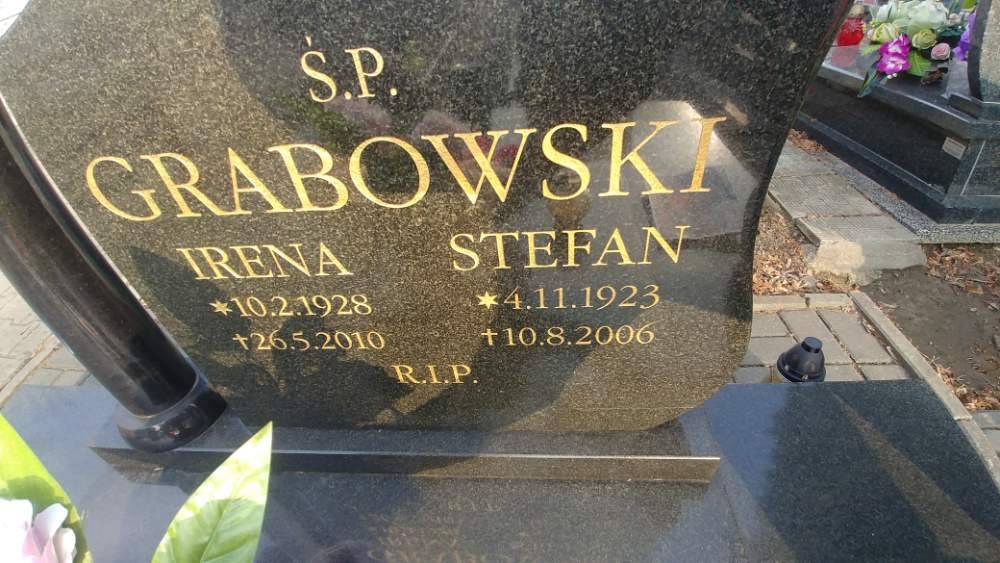 Ś.P.
GRABOWSKI
IRENA STEFAN
*10.2.1928 *4.11.1923
†26.5.2010 †10.8.2006
R.I.P.